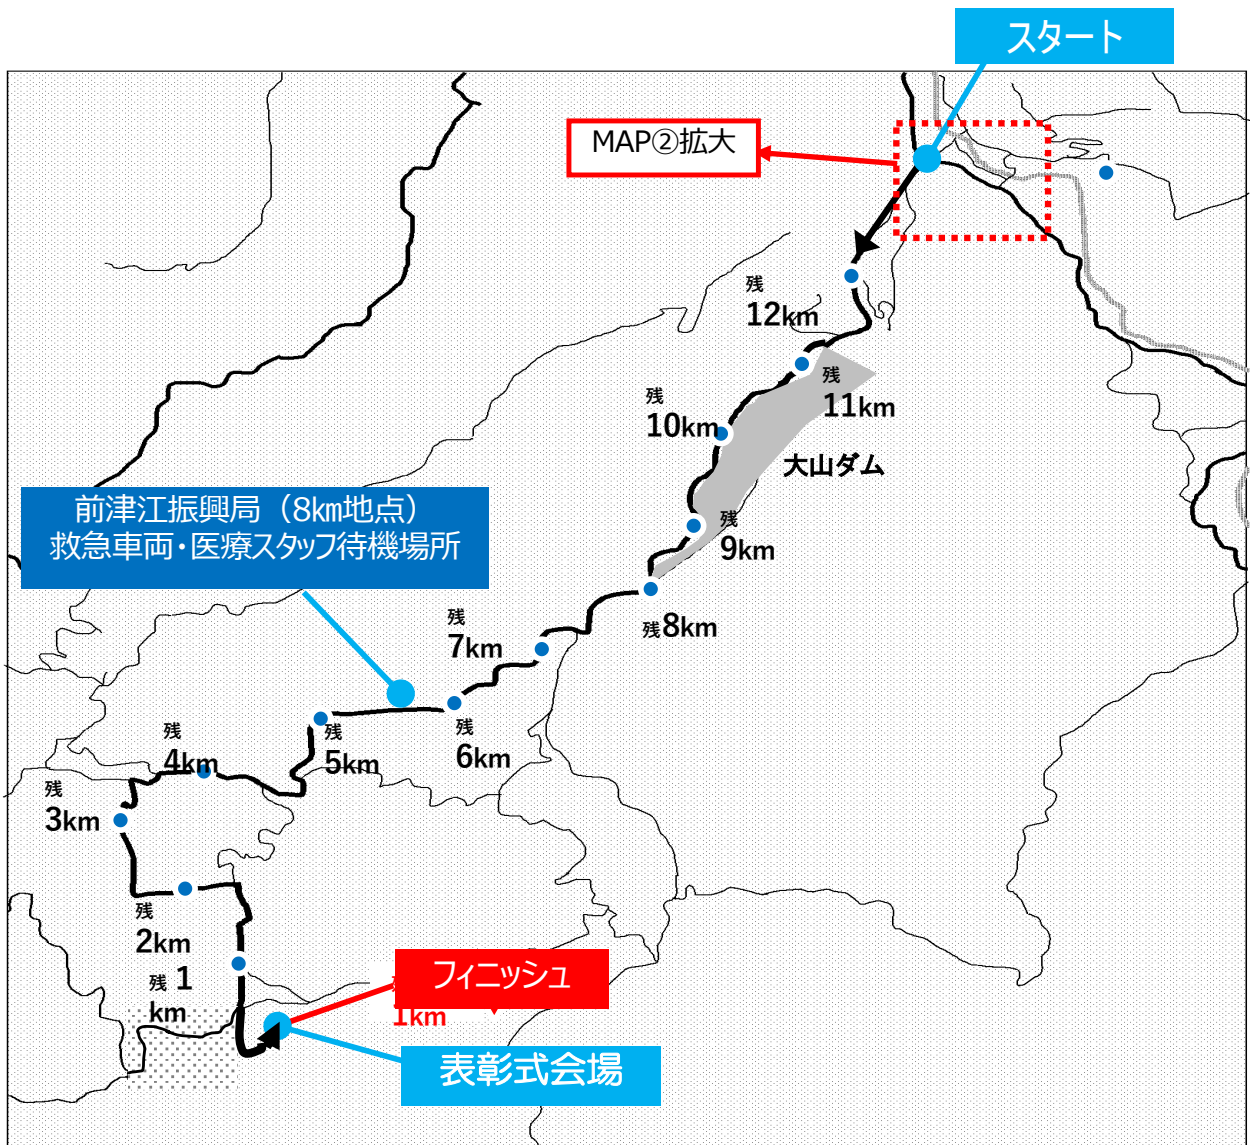 スタート
MAP②拡大
残
12km
残
11km
残
10km
大山ダム
前津江振興局（8㎞地点）
救急車両・医療スタッフ待機場所
残
9km
残8km
残
7km
残
6km
残
5km
残
4km
残
3km
残
2km
残 1
km
フィニッシュ
1km
表彰式会場